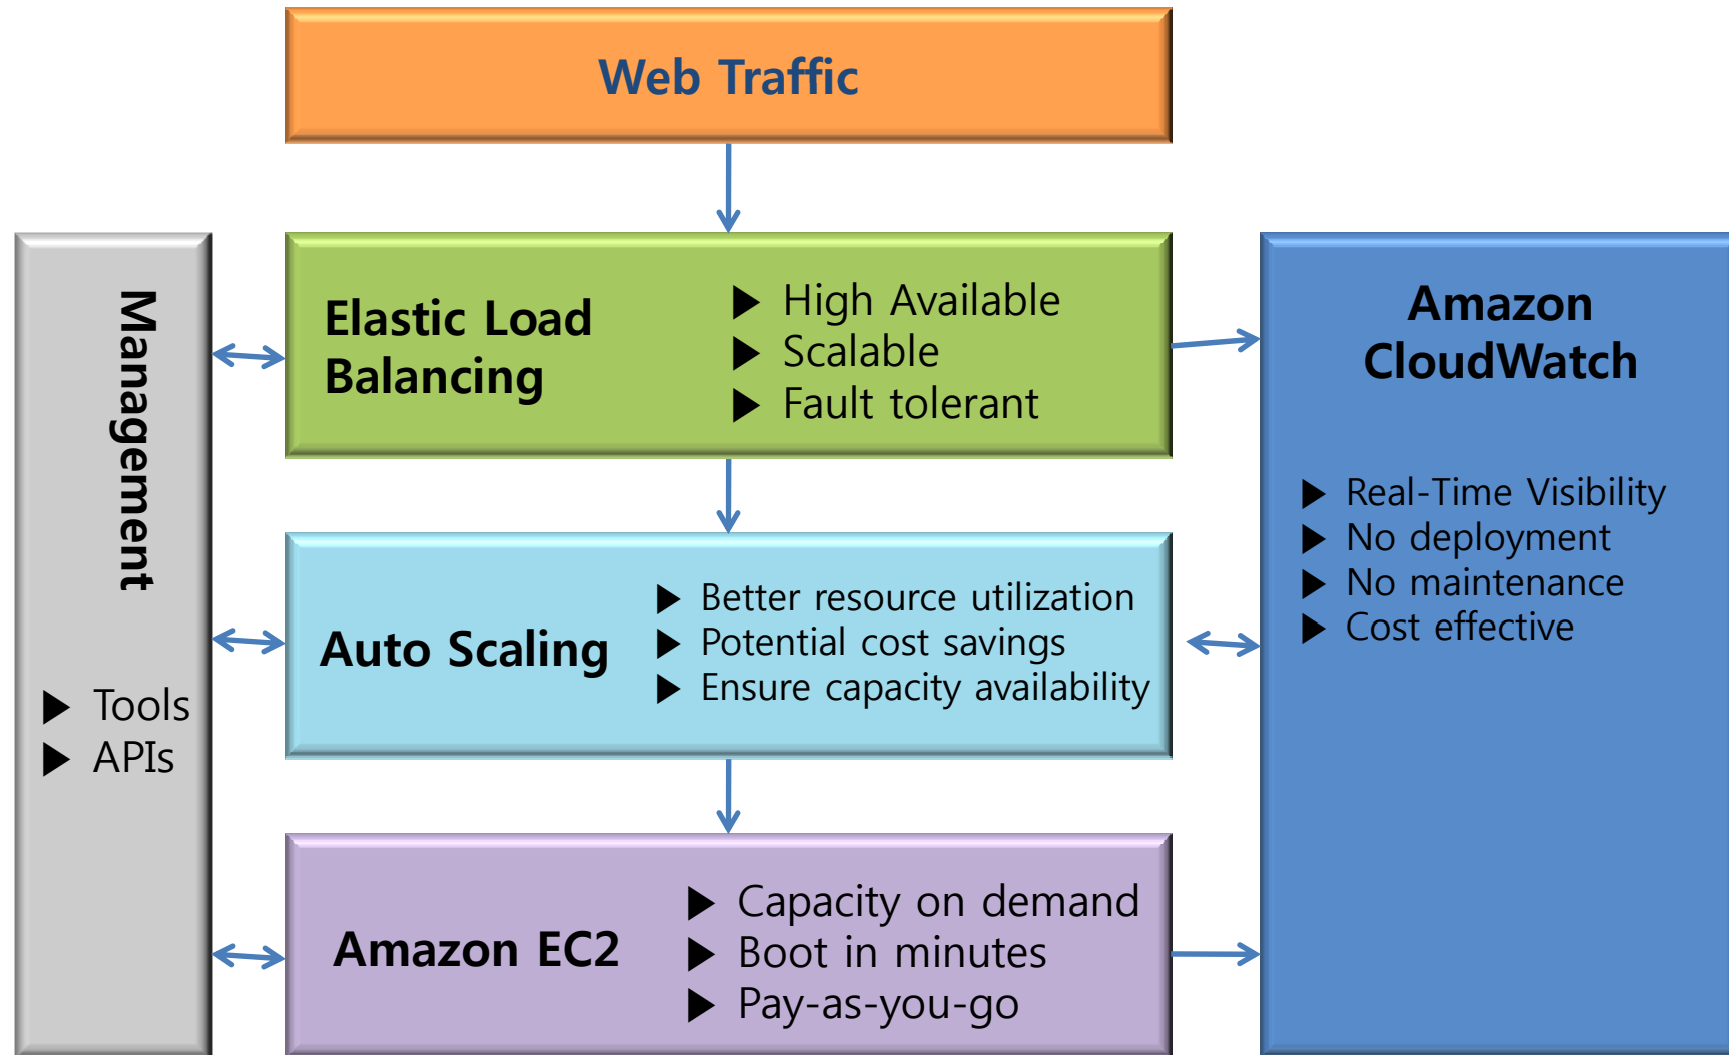 Web Traffic
Management
▶ Tools
▶ APIs
Elastic Load
Balancing
▶ High Available
▶ Scalable
▶ Fault tolerant
Auto Scaling
▶ Better resource utilization
▶ Potential cost savings
▶ Ensure capacity availability
Amazon EC2
▶ Capacity on demand
▶ Boot in minutes
▶ Pay-as-you-go
Amazon
CloudWatch
▶ Real-Time Visibility
▶ No deployment
▶ No maintenance
▶ Cost effective